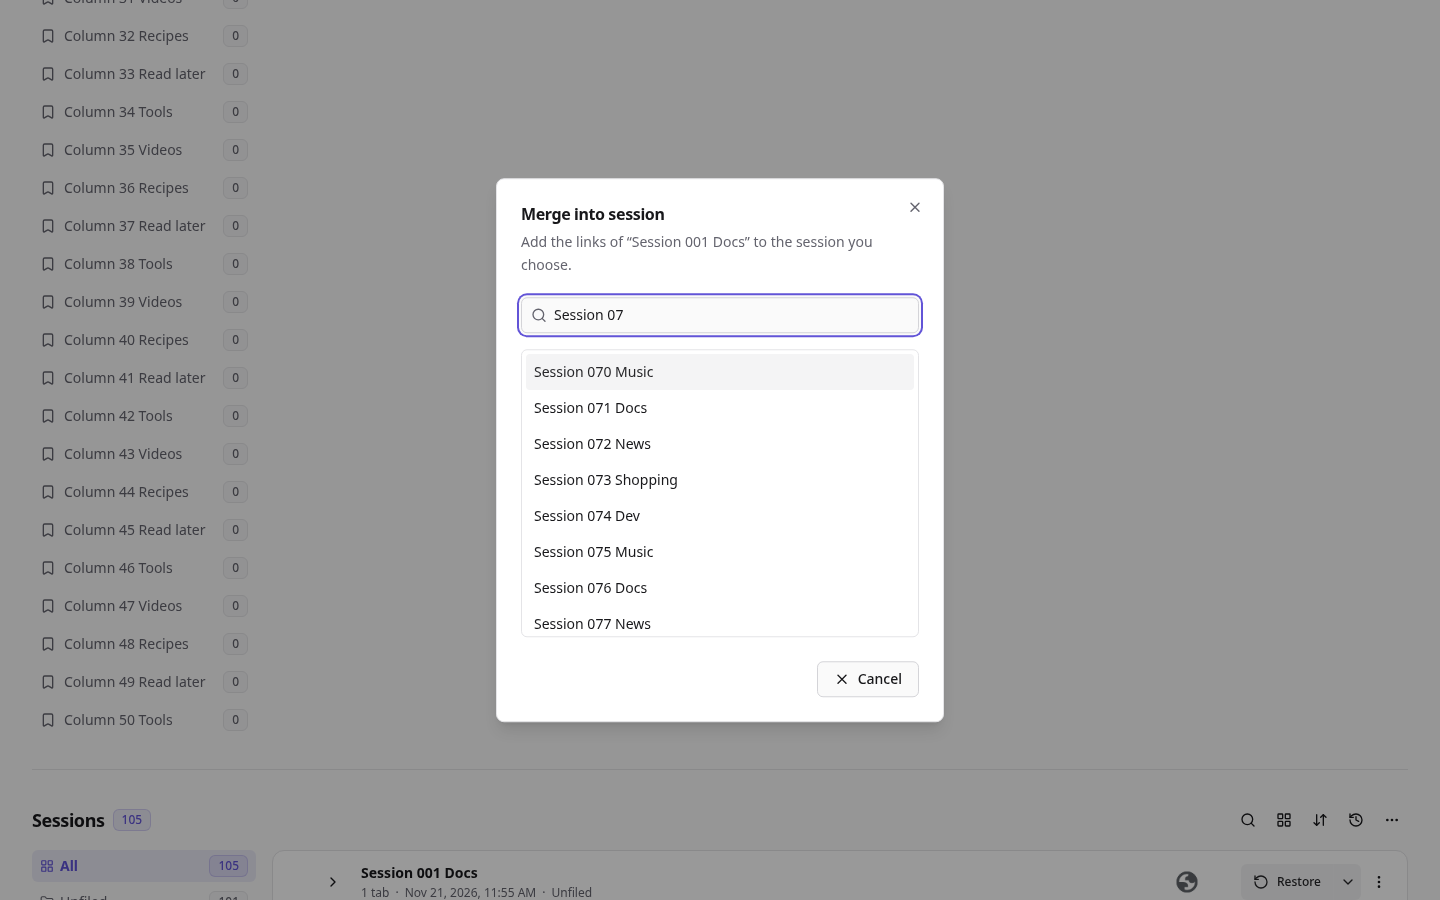 Column 31 Videos 0
Column 32 Recipes 0
Column 33 Read later 0
Column 34 Tools 0
Column 35 Videos 0
Column 36 Recipes 0
Column 37 Read later 0
Column 38 Tools 0
Column 39 Videos 0
Column 40 Recipes 0
Column 41 Read later 0
Column 42 Tools 0
Column 43 Videos 0
Column 44 Recipes 0
Column 45 Read later 0
Column 46 Tools 0
Column 47 Videos 0
Column 48 Recipes 0
Column 49 Read later 0
Column 50 Tools 0
Merge into session
Add the links of “Session 001 Docs” to the session you
choose.
Session 07
Session 070 Music
Session 071 Docs
Session 072 News
Session 073 Shopping
Session 074 Dev
Session 075 Music
Session 076 Docs
Session 077 News
Cancel
Sessions 105
All 105
Unfiled 101
Session 001 Docs
1 tab · Nov 21, 2026, 11:55 AM · Unfiled
Restore